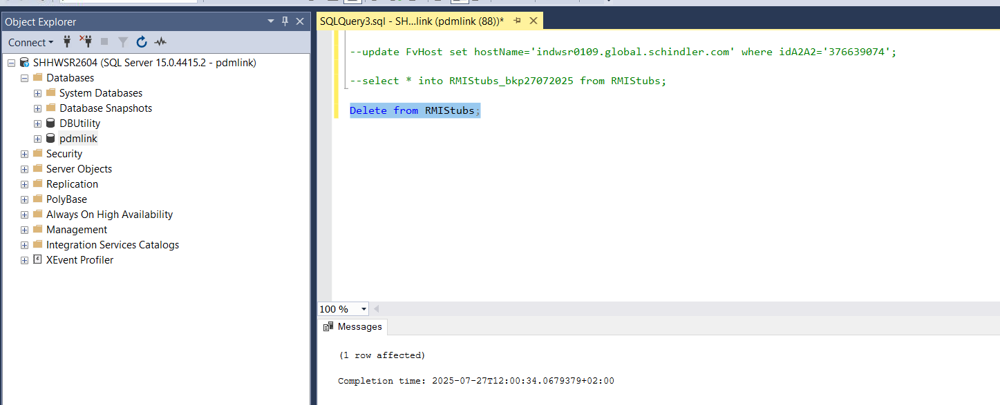 Object Explorer
Connect
SHHWSR2604 (SQL Server 15.0.4415.2 - pdmlink)
Databases
System Databases
Database Snapshots
DBUtility
pdmlink
Security
Server Objects
Replication
PolyBase
Always On High Availability
Management
Integration Services Catalogs
XEvent Profiler
SQLQuery3.sql - SH...link (pdmlink (88))*
--update FvHost set hostName='indwsr0109.global.schindler.com' where idA2A2='376639074';
--select * into RMIStubs_bkp27072025 from RMIStubs;
Delete from RMIStubs;
100 %
Messages
(1 row affected)
Completion time: 2025-07-27T12:00:34.0679379+02:00